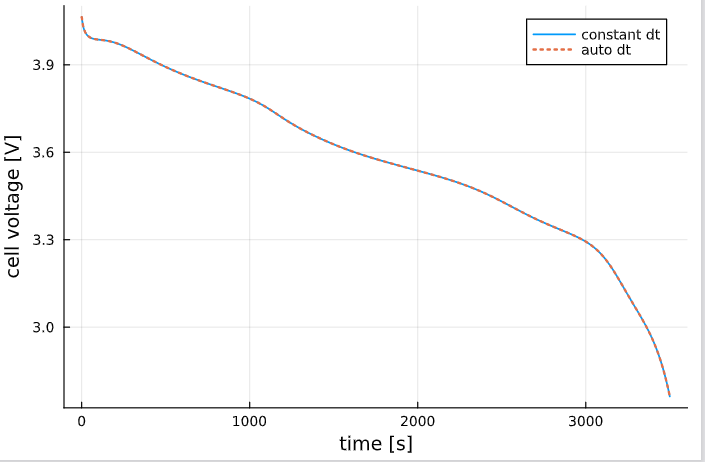 constant dt
auto dt
3.9
3.6
3.3
3.0
cell voltage [V]
0 1000 2000 3000
time [s]